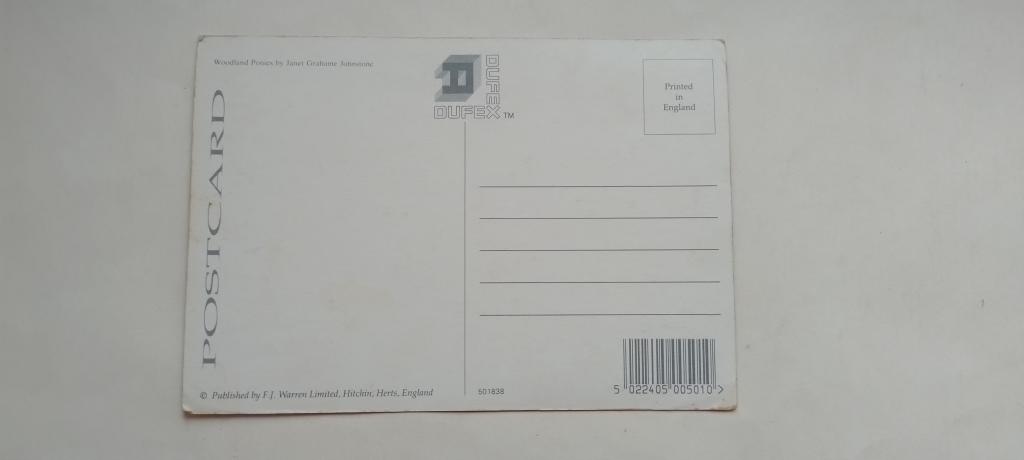 Woodland Ponies by Janet Grahame Johnstone
POSTCARD
DUFEX
DUFEX TM
Printed
in
England
© Published by F.J. Warren Limited, Hitchin, Herts, England
501838
5 022405 005010 >